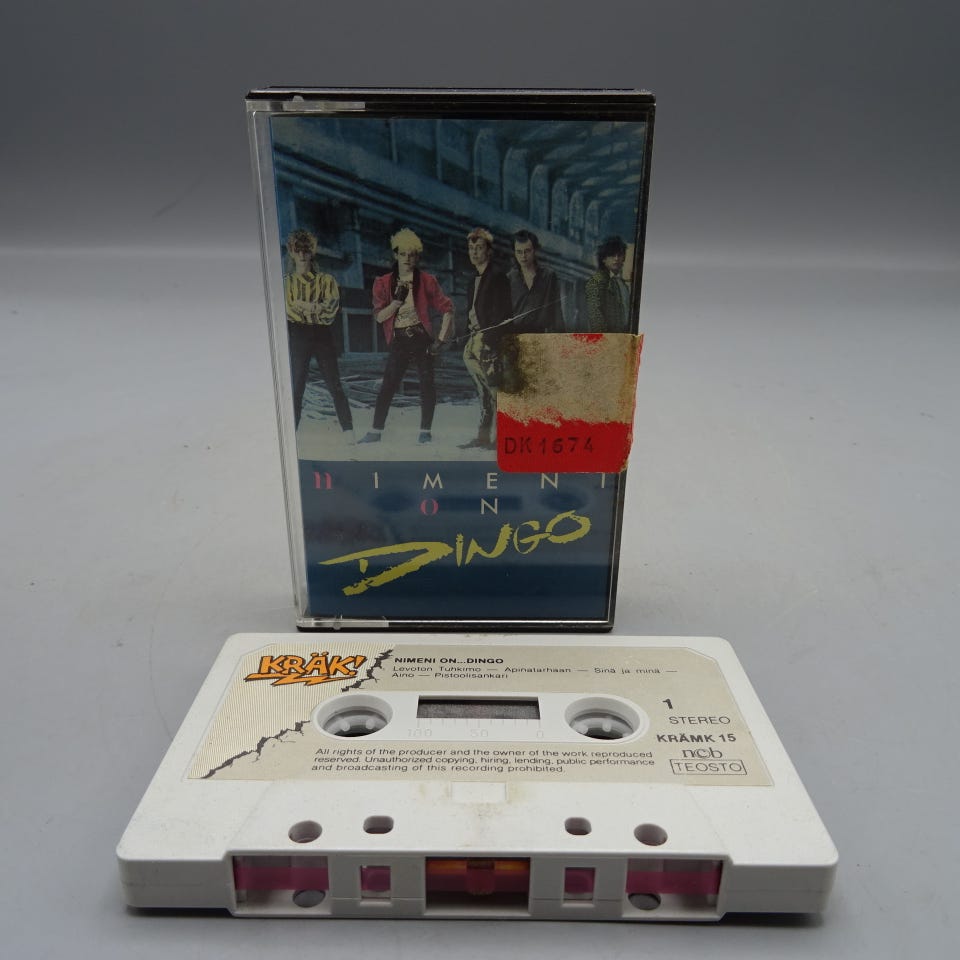 DK 1674
nIMENI
ON
DINGO
KRÄK!
NIMENI ON...DINGO
Levoton Tuhkimo — Apinatarhaan — Sinä ja minä —
Aino — Pistoolisankari
1
STEREO
KRÄMK 15
ncb
TEOSTO
100 50 0
All rights of the producer and the owner of the work reproduced
reserved. Unauthorized copying, hiring, lending, public performance
and broadcasting of this recording prohibited.